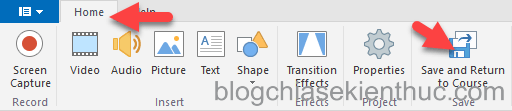 Home
Help
Screen Capture
Video
Audio
Picture
Text
Shape
Transition Effects
Properties
Save and Return to Course
Record
Insert
Effects
Project
Save
blogchiasekienthuc.com